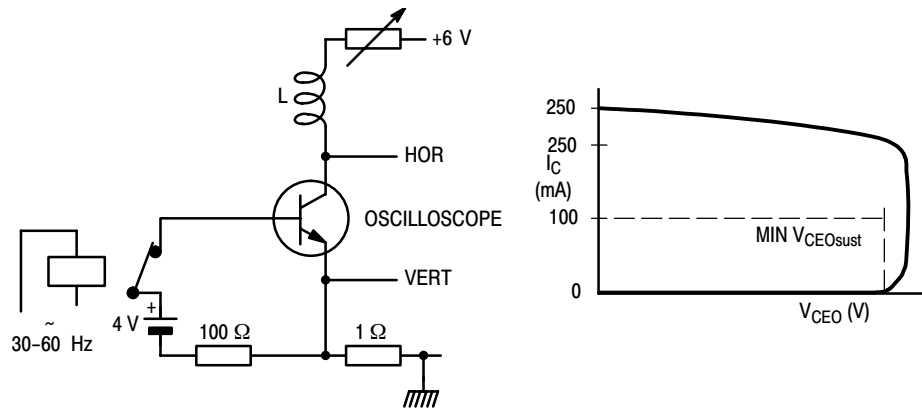 +6 V
L
HOR
OSCILLOSCOPE
VERT
+
4 V
100 Ω
1 Ω
~
30–60 Hz
250
250
I_C
(mA)
100
MIN V_CEOsust
0
V_CEO (V)